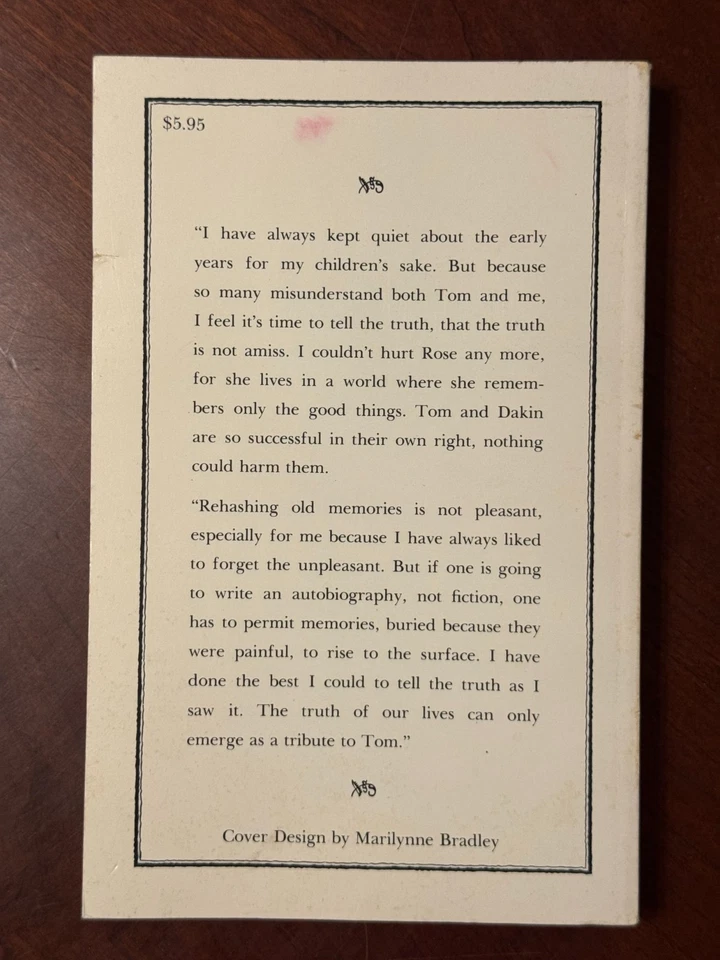 $5.95
“I have always kept quiet about the early
years for my children’s sake. But because
so many misunderstand both Tom and me,
I feel it’s time to tell the truth, that the truth
is not amiss. I couldn’t hurt Rose any more,
for she lives in a world where she remem-
bers only the good things. Tom and Dakin
are so successful in their own right, nothing
could harm them.
“Rehashing old memories is not pleasant,
especially for me because I have always liked
to forget the unpleasant. But if one is going
to write an autobiography, not fiction, one
has to permit memories, buried because they
were painful, to rise to the surface. I have
done the best I could to tell the truth as I
saw it. The truth of our lives can only
emerge as a tribute to Tom.”
Cover Design by Marilynne Bradley